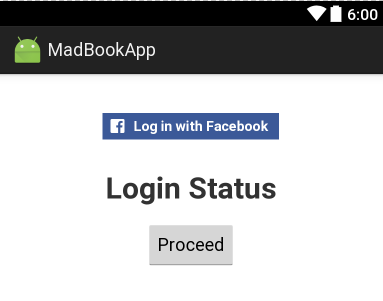 6:00
MadBookApp
Log in with Facebook
Login Status
Proceed